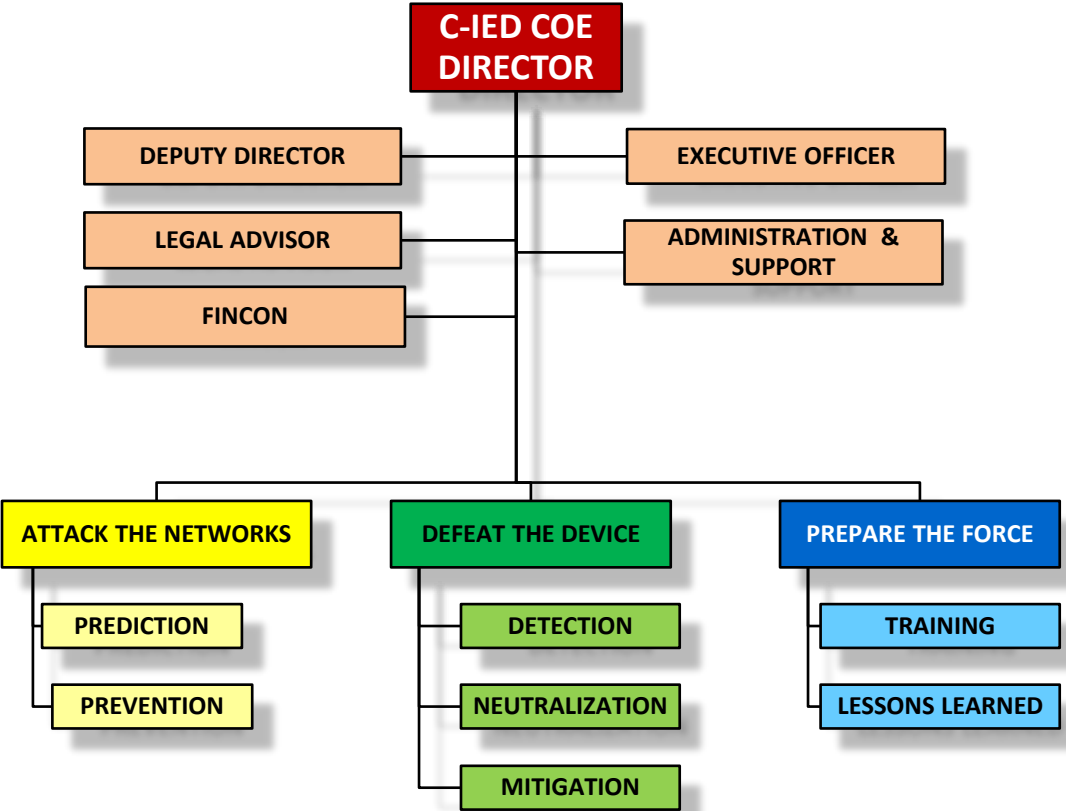 C-IED COE
DIRECTOR
DEPUTY DIRECTOR
EXECUTIVE OFFICER
LEGAL ADVISOR
ADMINISTRATION &
SUPPORT
FINCON
ATTACK THE NETWORKS
DEFEAT THE DEVICE
PREPARE THE FORCE
PREDICTION
DETECTION
TRAINING
PREVENTION
NEUTRALIZATION
LESSONS LEARNED
MITIGATION